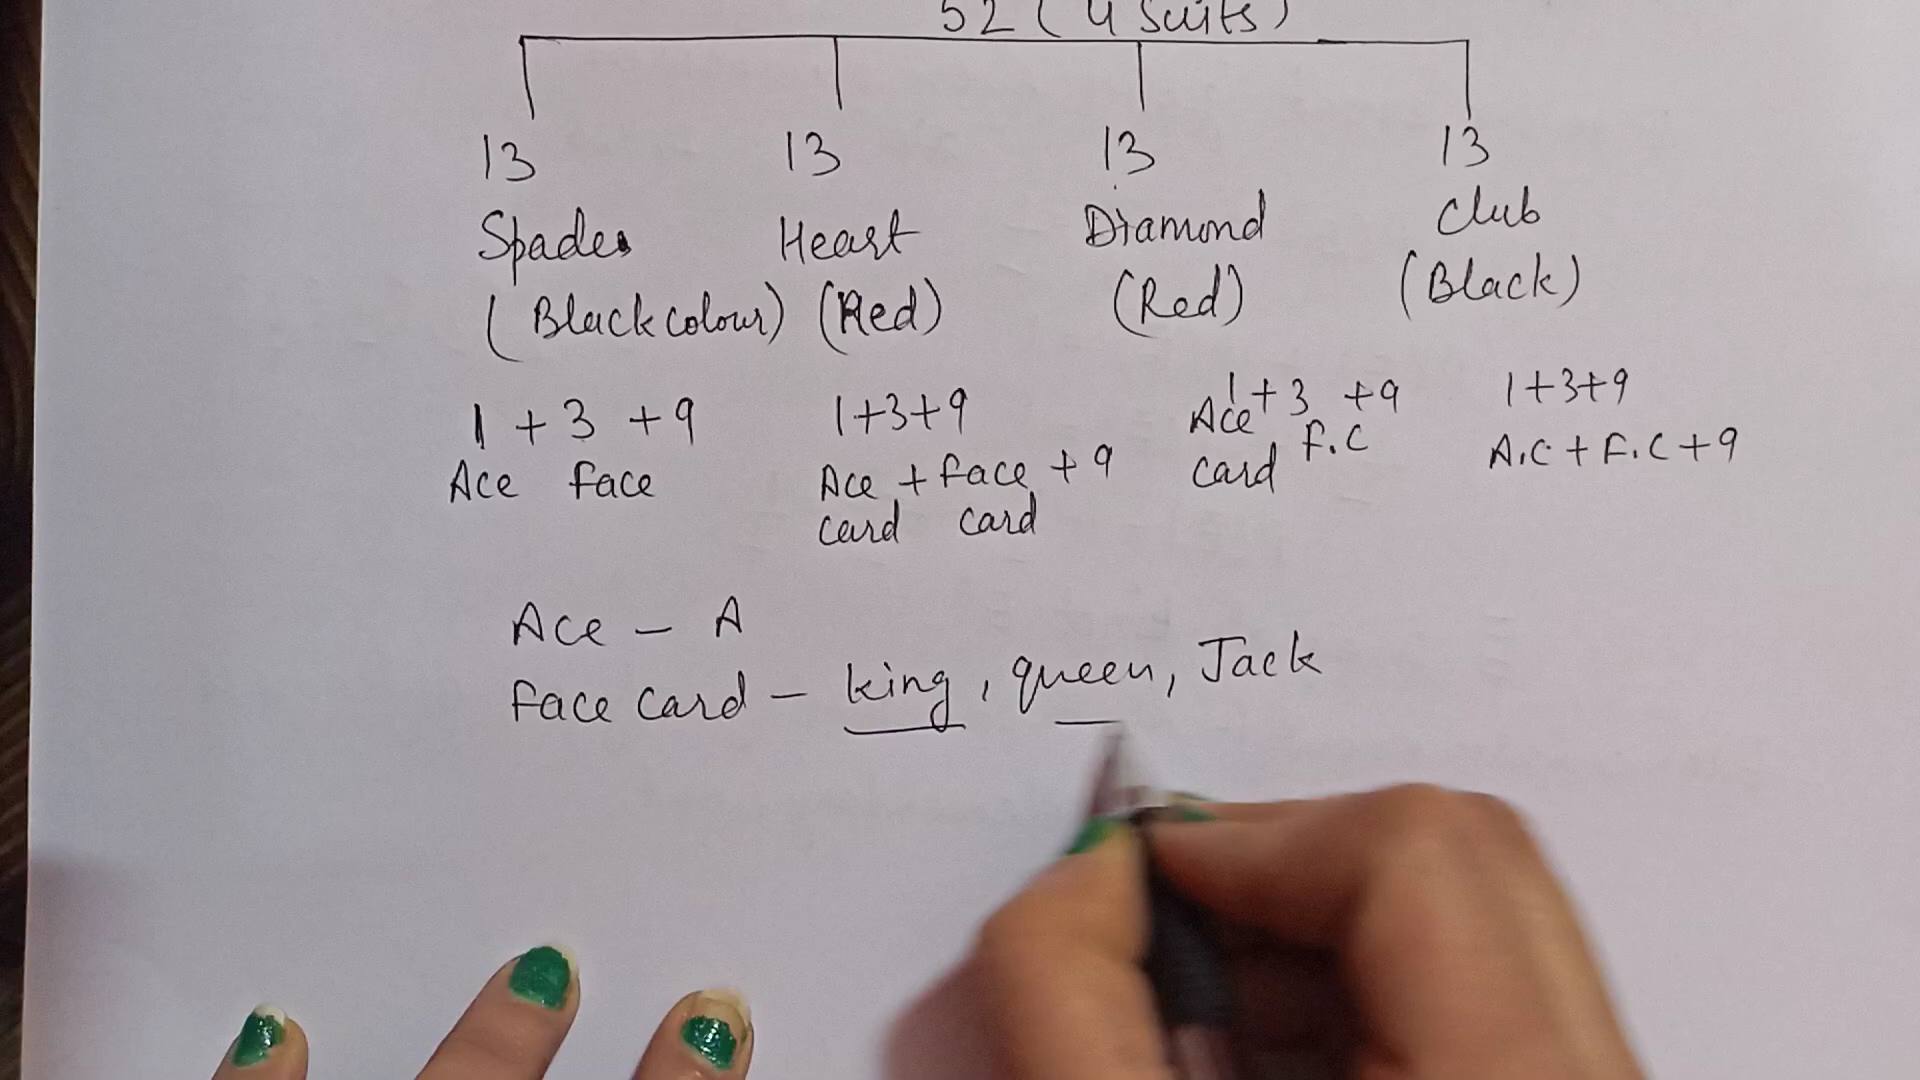 52 ( 4 Suits )
13 13 13 13
Spades Heart Diamond Club
( Black colour) (Red) (Red) (Black)
1 + 3 + 9 1+3+9 1 + 3 + 9 1+3+9
Ace face Ace + face + 9 Ace F.C A.C + F.C + 9
card card card
Ace – A
face card – king, queen, Jack